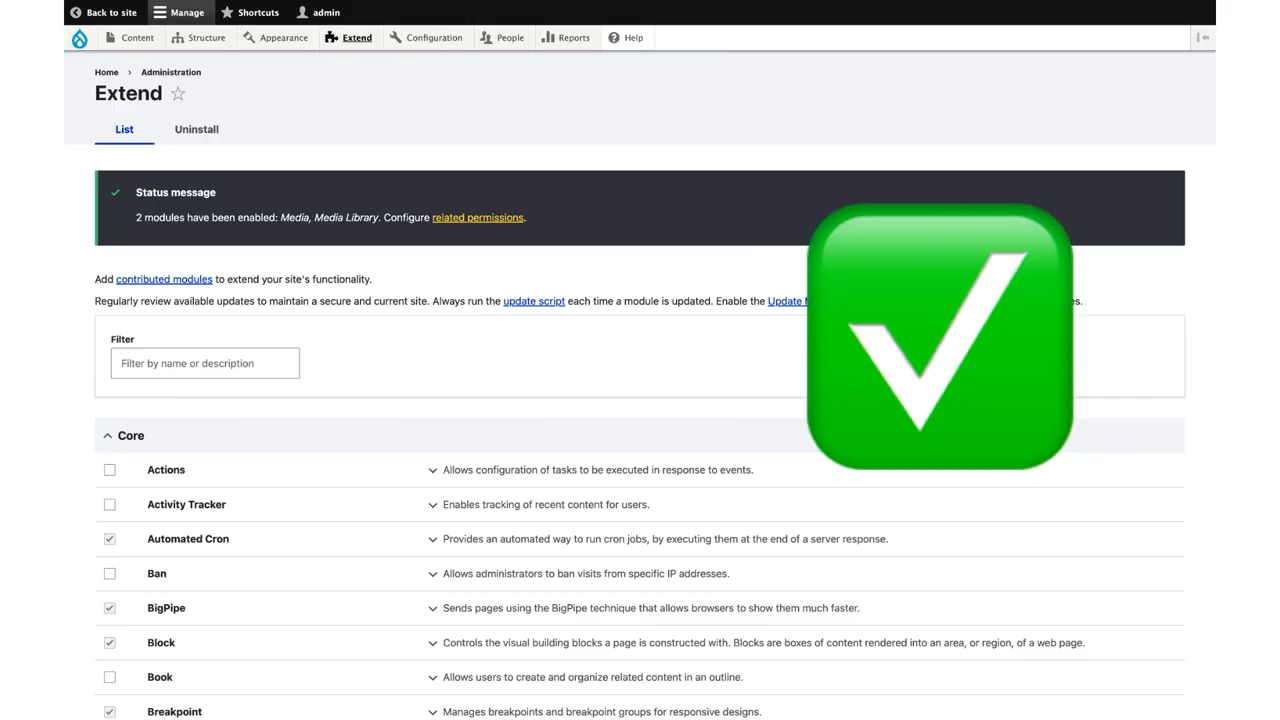 Back to site Manage Shortcuts admin
Content Structure Appearance Extend Configuration People Reports Help
Home › Administration
Extend
List Uninstall
Status message
2 modules have been enabled: Media, Media Library. Configure related permissions.
Add contributed modules to extend your site's functionality.
Regularly review available updates to maintain a secure and current site. Always run the update script each time a module is updated. Enable the Update
Filter
Filter by name or description
Core
Actions Allows configuration of tasks to be executed in response to events.
Activity Tracker Enables tracking of recent content for users.
Automated Cron Provides an automated way to run cron jobs, by executing them at the end of a server response.
Ban Allows administrators to ban visits from specific IP addresses.
BigPipe Sends pages using the BigPipe technique that allows browsers to show them much faster.
Block Controls the visual building blocks a page is constructed with. Blocks are boxes of content rendered into an area, or region, of a web page.
Book Allows users to create and organize related content in an outline.
Breakpoint Manages breakpoints and breakpoint groups for responsive designs.